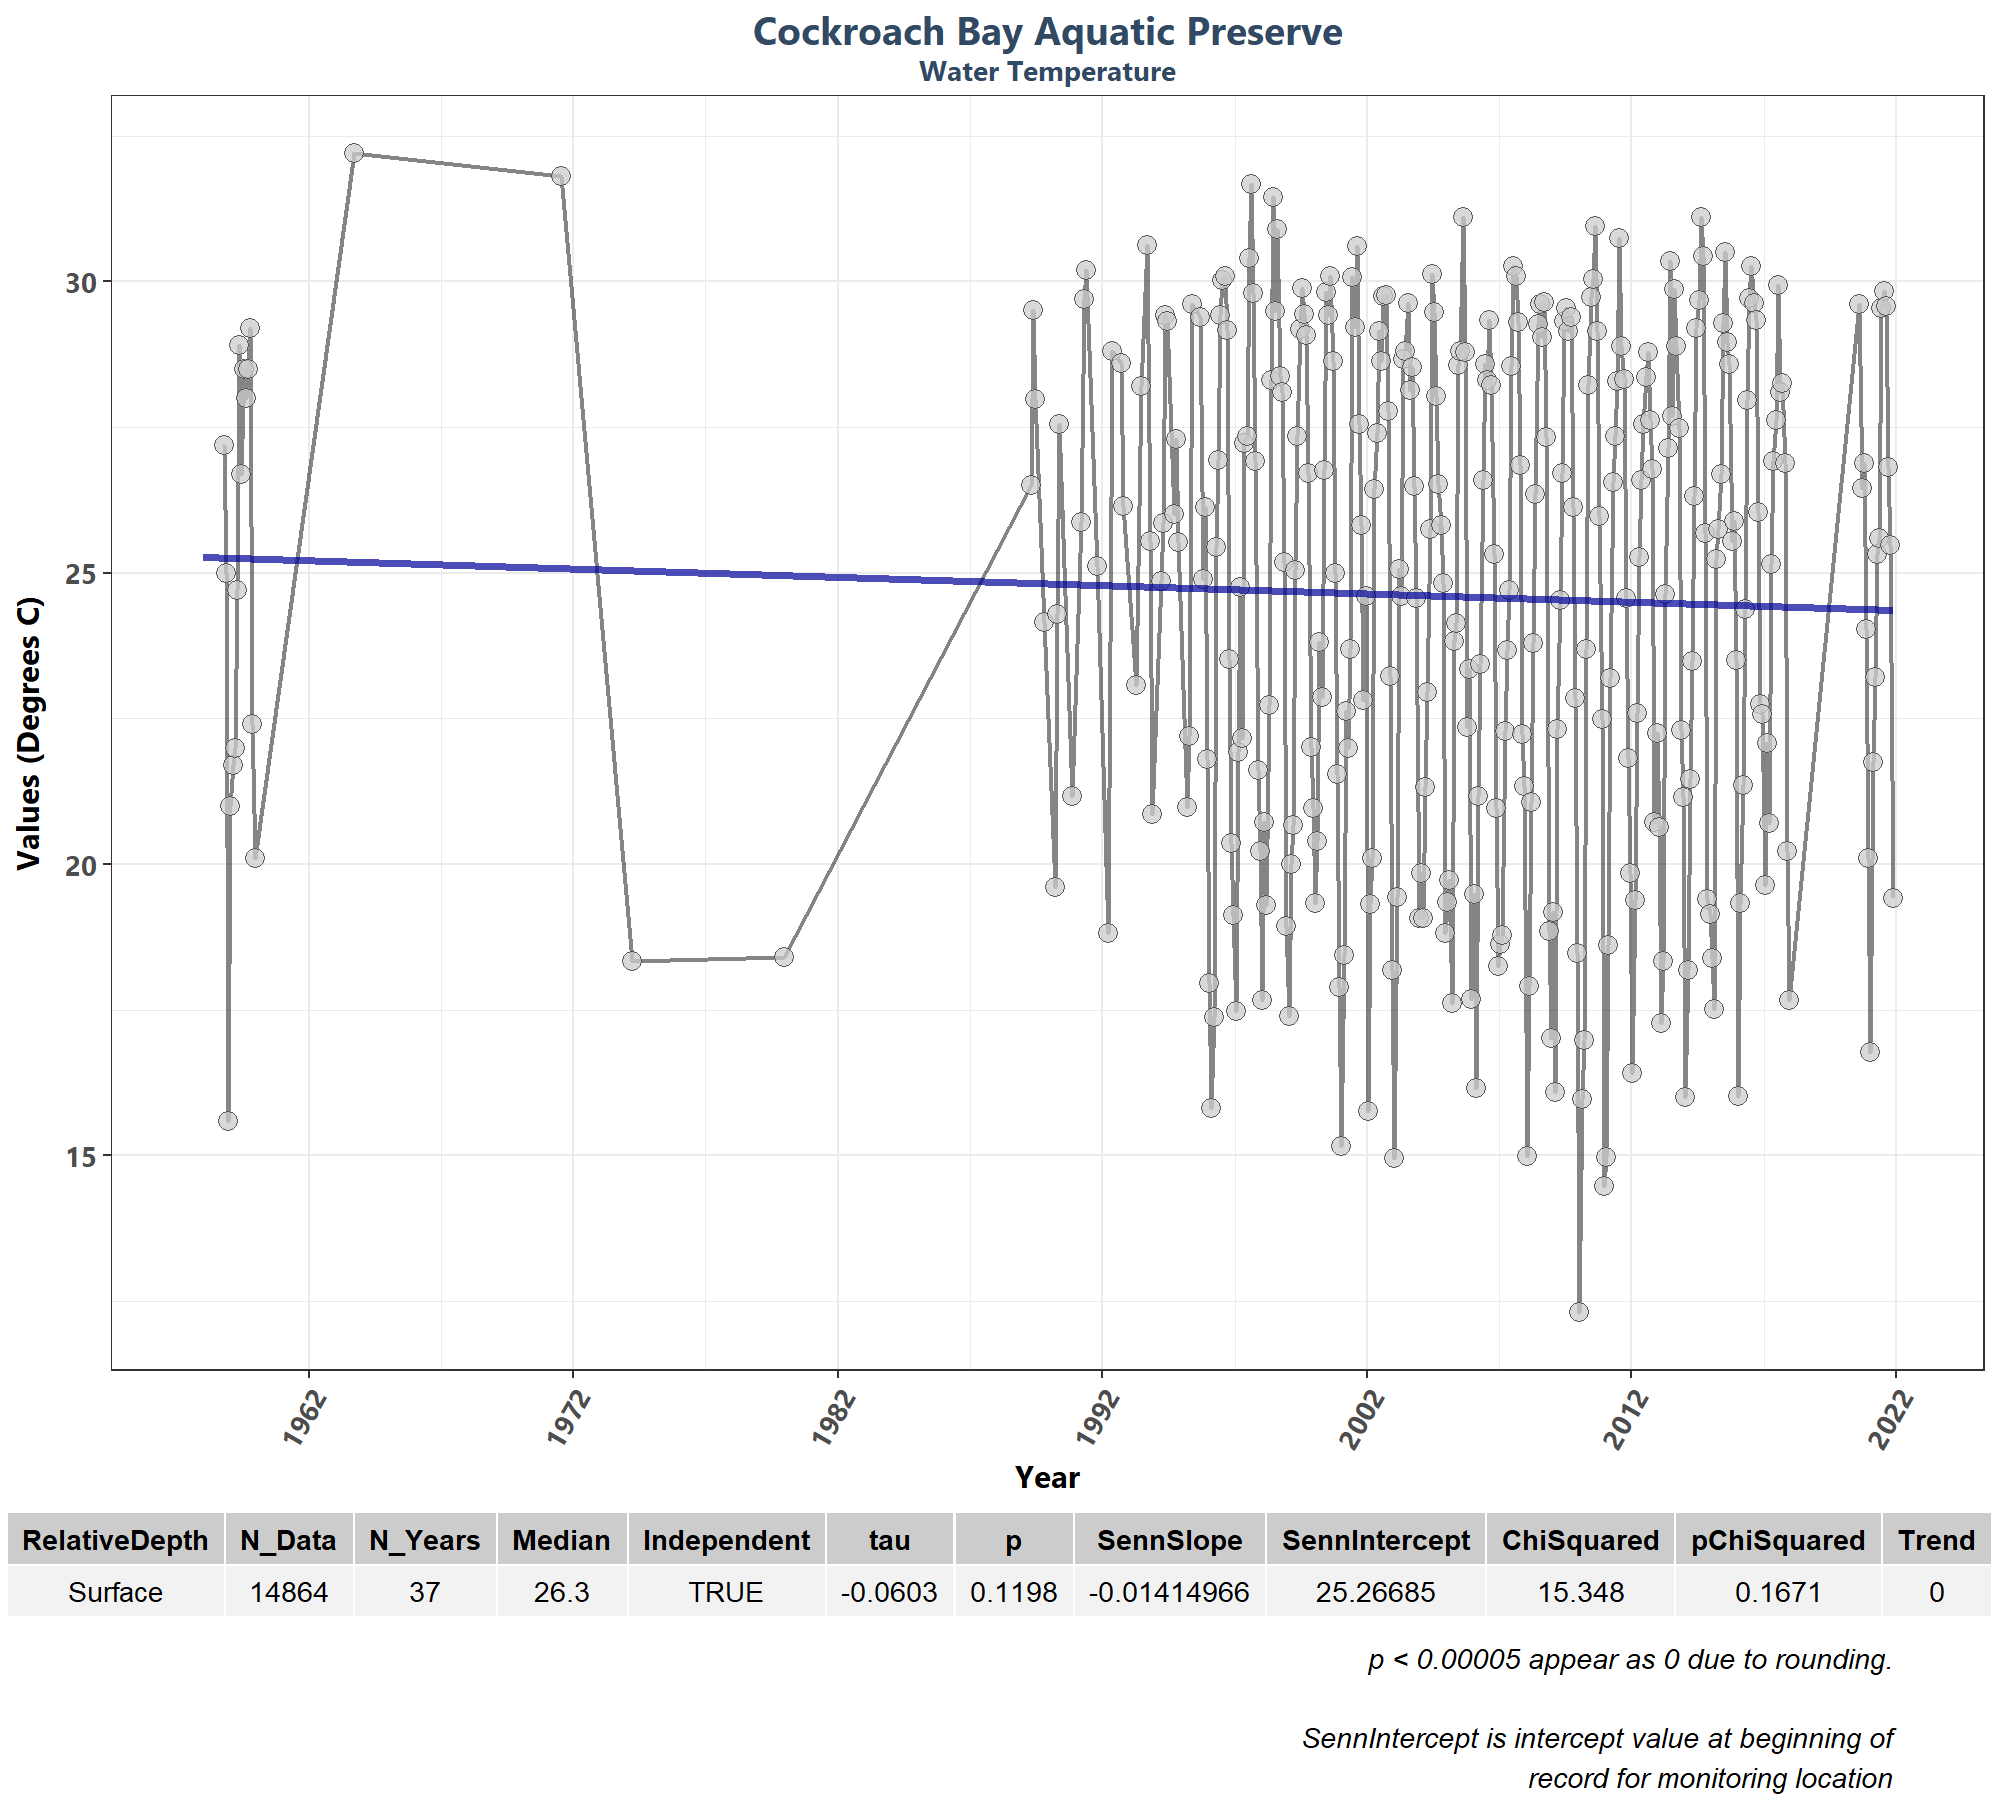 Cockroach Bay Aquatic Preserve
Water Temperature
Values (Degrees C)
30
25
20
15
1962
1972
1982
1992
2002
2012
2022
Year
RelativeDepth N_Data N_Years Median Independent tau p SennSlope SennIntercept ChiSquared pChiSquared Trend
Surface 14864 37 26.3 TRUE -0.0603 0.1198 -0.01414966 25.26685 15.348 0.1671 0
p < 0.00005 appear as 0 due to rounding.
SennIntercept is intercept value at beginning of
record for monitoring location